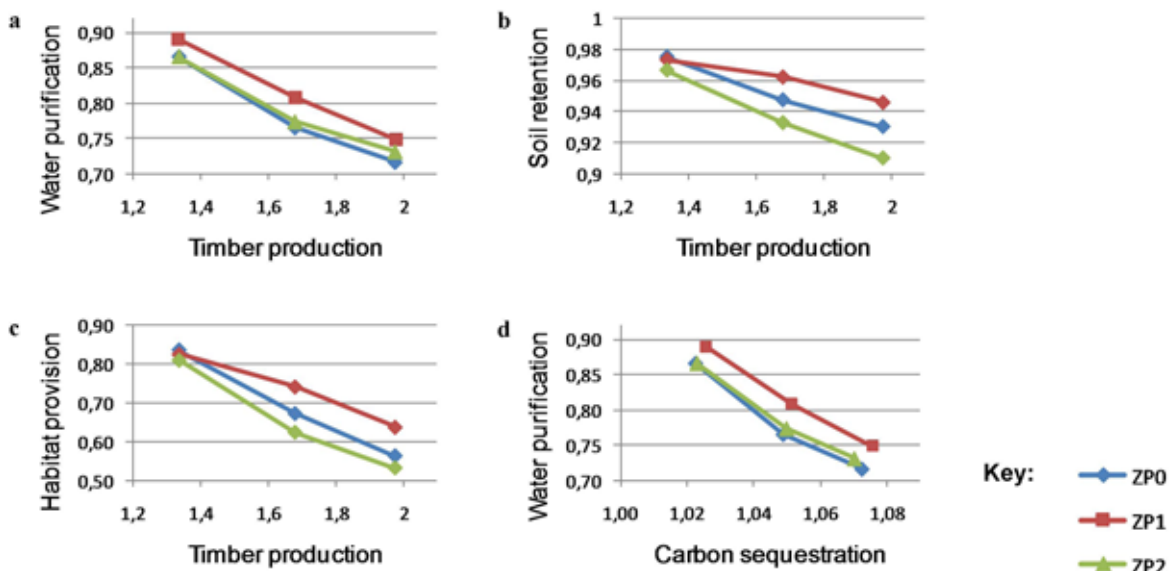 a
0,90
0,85
0,80
0,75
0,70
Water purification
1,2 1,4 1,6 1,8 2
Timber production
b
1
0,98
0,96
0,94
0,92
0,9
Soil retention
1,2 1,4 1,6 1,8 2
Timber production
c
0,90
0,80
0,70
0,60
0,50
Habitat provision
1,2 1,4 1,6 1,8 2
Timber production
d
0,90
0,85
0,80
0,75
0,70
Water purification
1,00 1,02 1,04 1,06 1,08
Carbon sequestration
Key:
ZP0
ZP1
ZP2